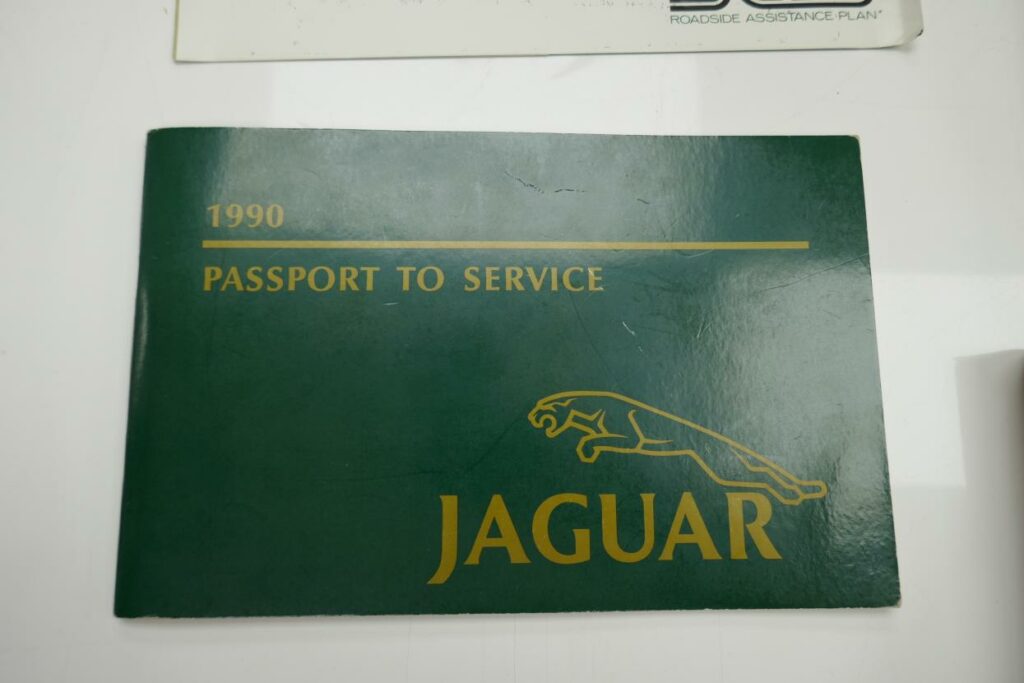 ROADSIDE ASSISTANCE PLAN
1990
PASSPORT TO SERVICE
JAGUAR